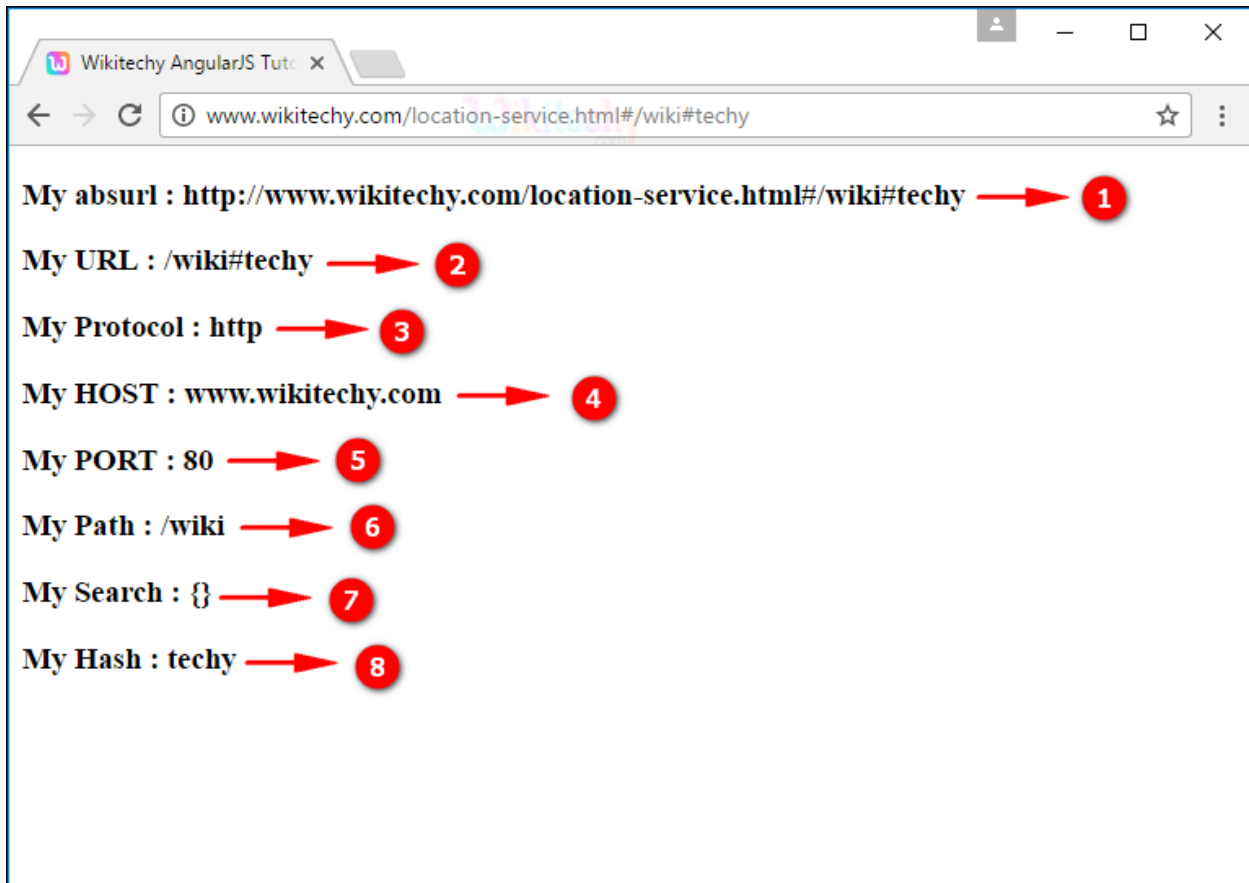 Wikitechy AngularJS Tuto
www.wikitechy.com/location-service.html#/wiki#techy
My absurl : http://www.wikitechy.com/location-service.html#/wiki#techy 1
My URL : /wiki#techy 2
My Protocol : http 3
My HOST : www.wikitechy.com 4
My PORT : 80 5
My Path : /wiki 6
My Search : {} 7
My Hash : techy 8